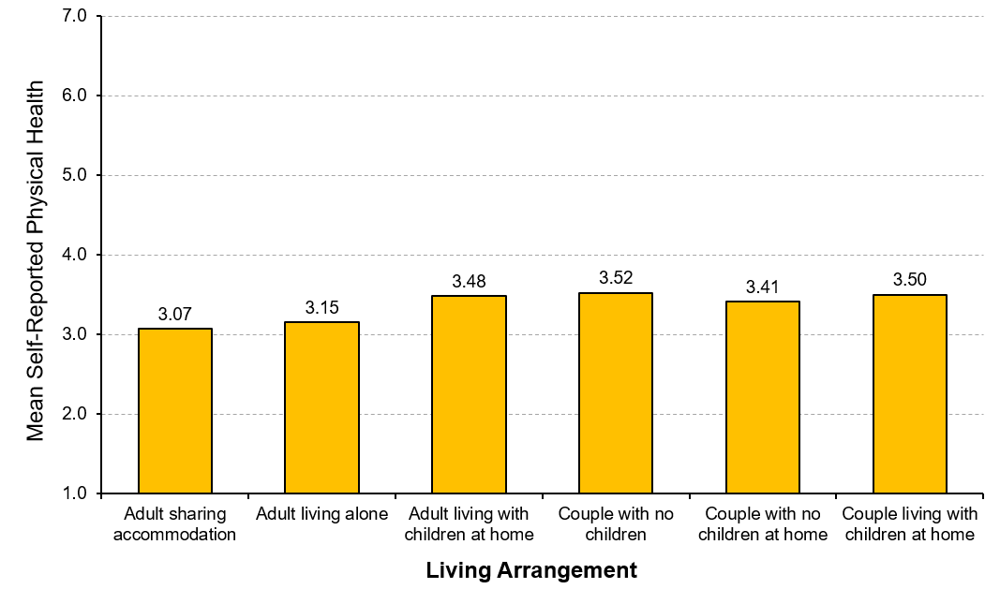 7.0
6.0
5.0
4.0
3.0
2.0
1.0
Mean Self-Reported Physical Health
3.07
3.15
3.48
3.52
3.41
3.50
Adult sharing
accommodation
Adult living alone
Adult living with
children at home
Couple with no
children
Couple with no
children at home
Couple living with
children at home
Living Arrangement